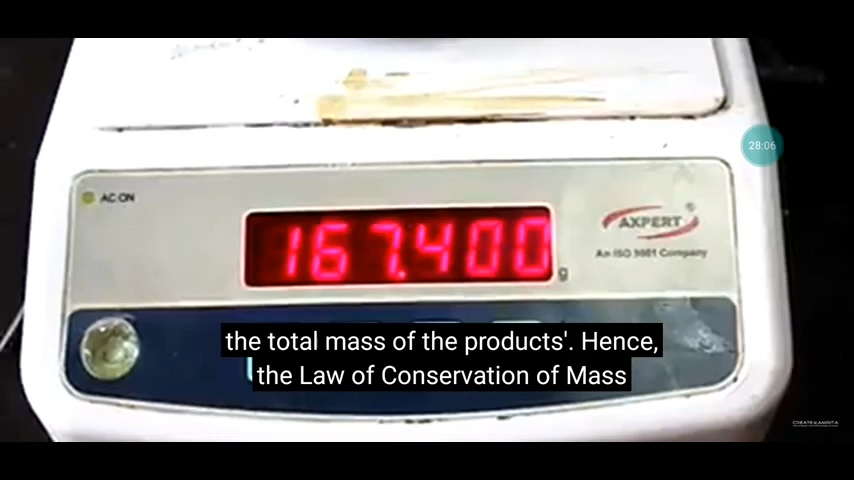 28:06
AC ON
167.400
g
AXPERT
®
An ISO 9001 Company
the total mass of the products'. Hence,
the Law of Conservation of Mass